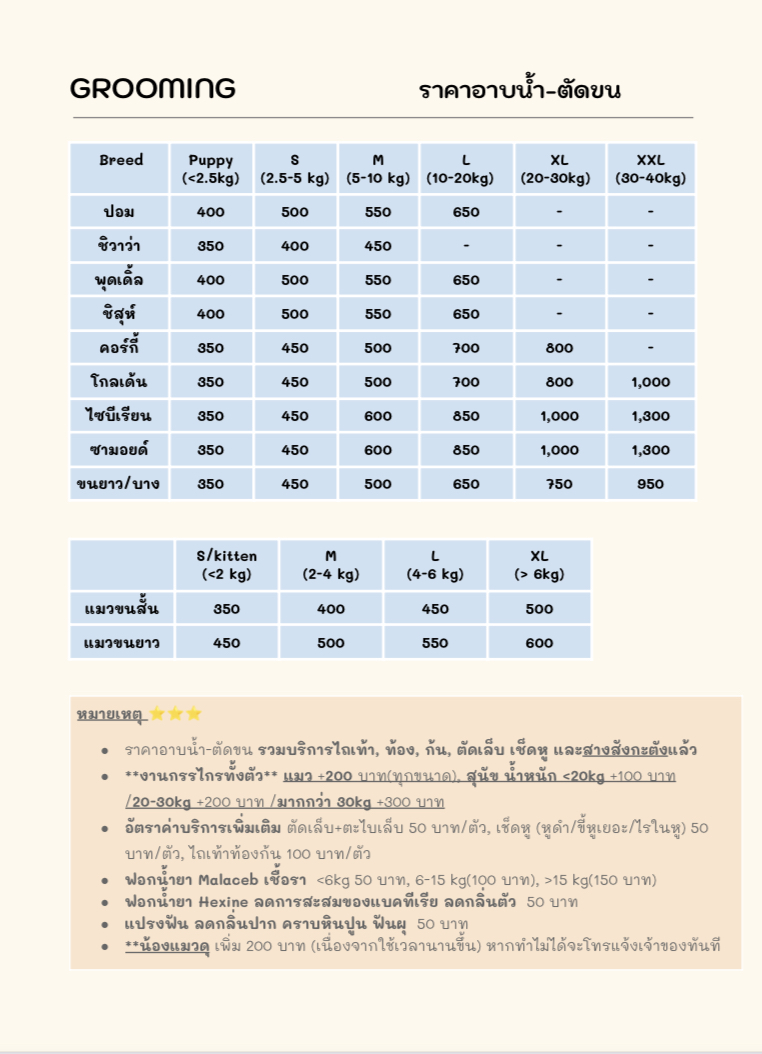 GROOMING ราคาอาบน้ำ-ตัดขน
Breed Puppy (<2.5kg) S (2.5-5 kg) M (5-10 kg) L (10-20kg) XL (20-30kg) XXL (30-40kg)
ปอม 400 500 550 650 - -
ชิวาว่า 350 400 450 - - -
พุดเดิ้ล 400 500 550 650 - -
ชิสุห์ 400 500 550 650 - -
คอร์กี้ 350 450 500 700 800 -
โกลเด้น 350 450 500 700 800 1,000
ไซบีเรียน 350 450 600 850 1,000 1,300
ซามอยด์ 350 450 600 850 1,000 1,300
ขนยาว/บาง 350 450 500 650 750 950
S/kitten (<2 kg) M (2-4 kg) L (4-6 kg) XL (> 6kg)
แมวขนสั้น 350 400 450 500
แมวขนยาว 450 500 550 600
หมายเหตุ ⭐⭐⭐
• ราคาอาบน้ำ-ตัดขน รวมบริการไถเท้า, ท้อง, ก้น, ตัดเล็บ เช็ดหู และสางสังกะตังแล้ว
• **งานกรรไกรทั้งตัว** แมว +200 บาท(ทุกขนาด), สุนัข น้ำหนัก <20kg +100 บาท
/20-30kg +200 บาท /มากกว่า 30kg +300 บาท
• อัตราค่าบริการเพิ่มเติม ตัดเล็บ+ตะไบเล็บ 50 บาท/ตัว, เช็ดหู (หูดำ/ขี้หูเยอะ/ไรในหู) 50
บาท/ตัว, ไถเท้าท้องก้น 100 บาท/ตัว
• ฟอกน้ำยา Malaceb เชื้อรา <6kg 50 บาท, 6-15 kg(100 บาท), >15 kg(150 บาท)
• ฟอกน้ำยา Hexine ลดการสะสมของแบคทีเรีย ลดกลิ่นตัว 50 บาท
• แปรงฟัน ลดกลิ่นปาก คราบหินปูน ฟันผุ 50 บาท
• **น้องแมวดุ เพิ่ม 200 บาท (เนื่องจากใช้เวลานานขึ้น) หากทำไม่ได้จะโทรแจ้งเจ้าของทันที